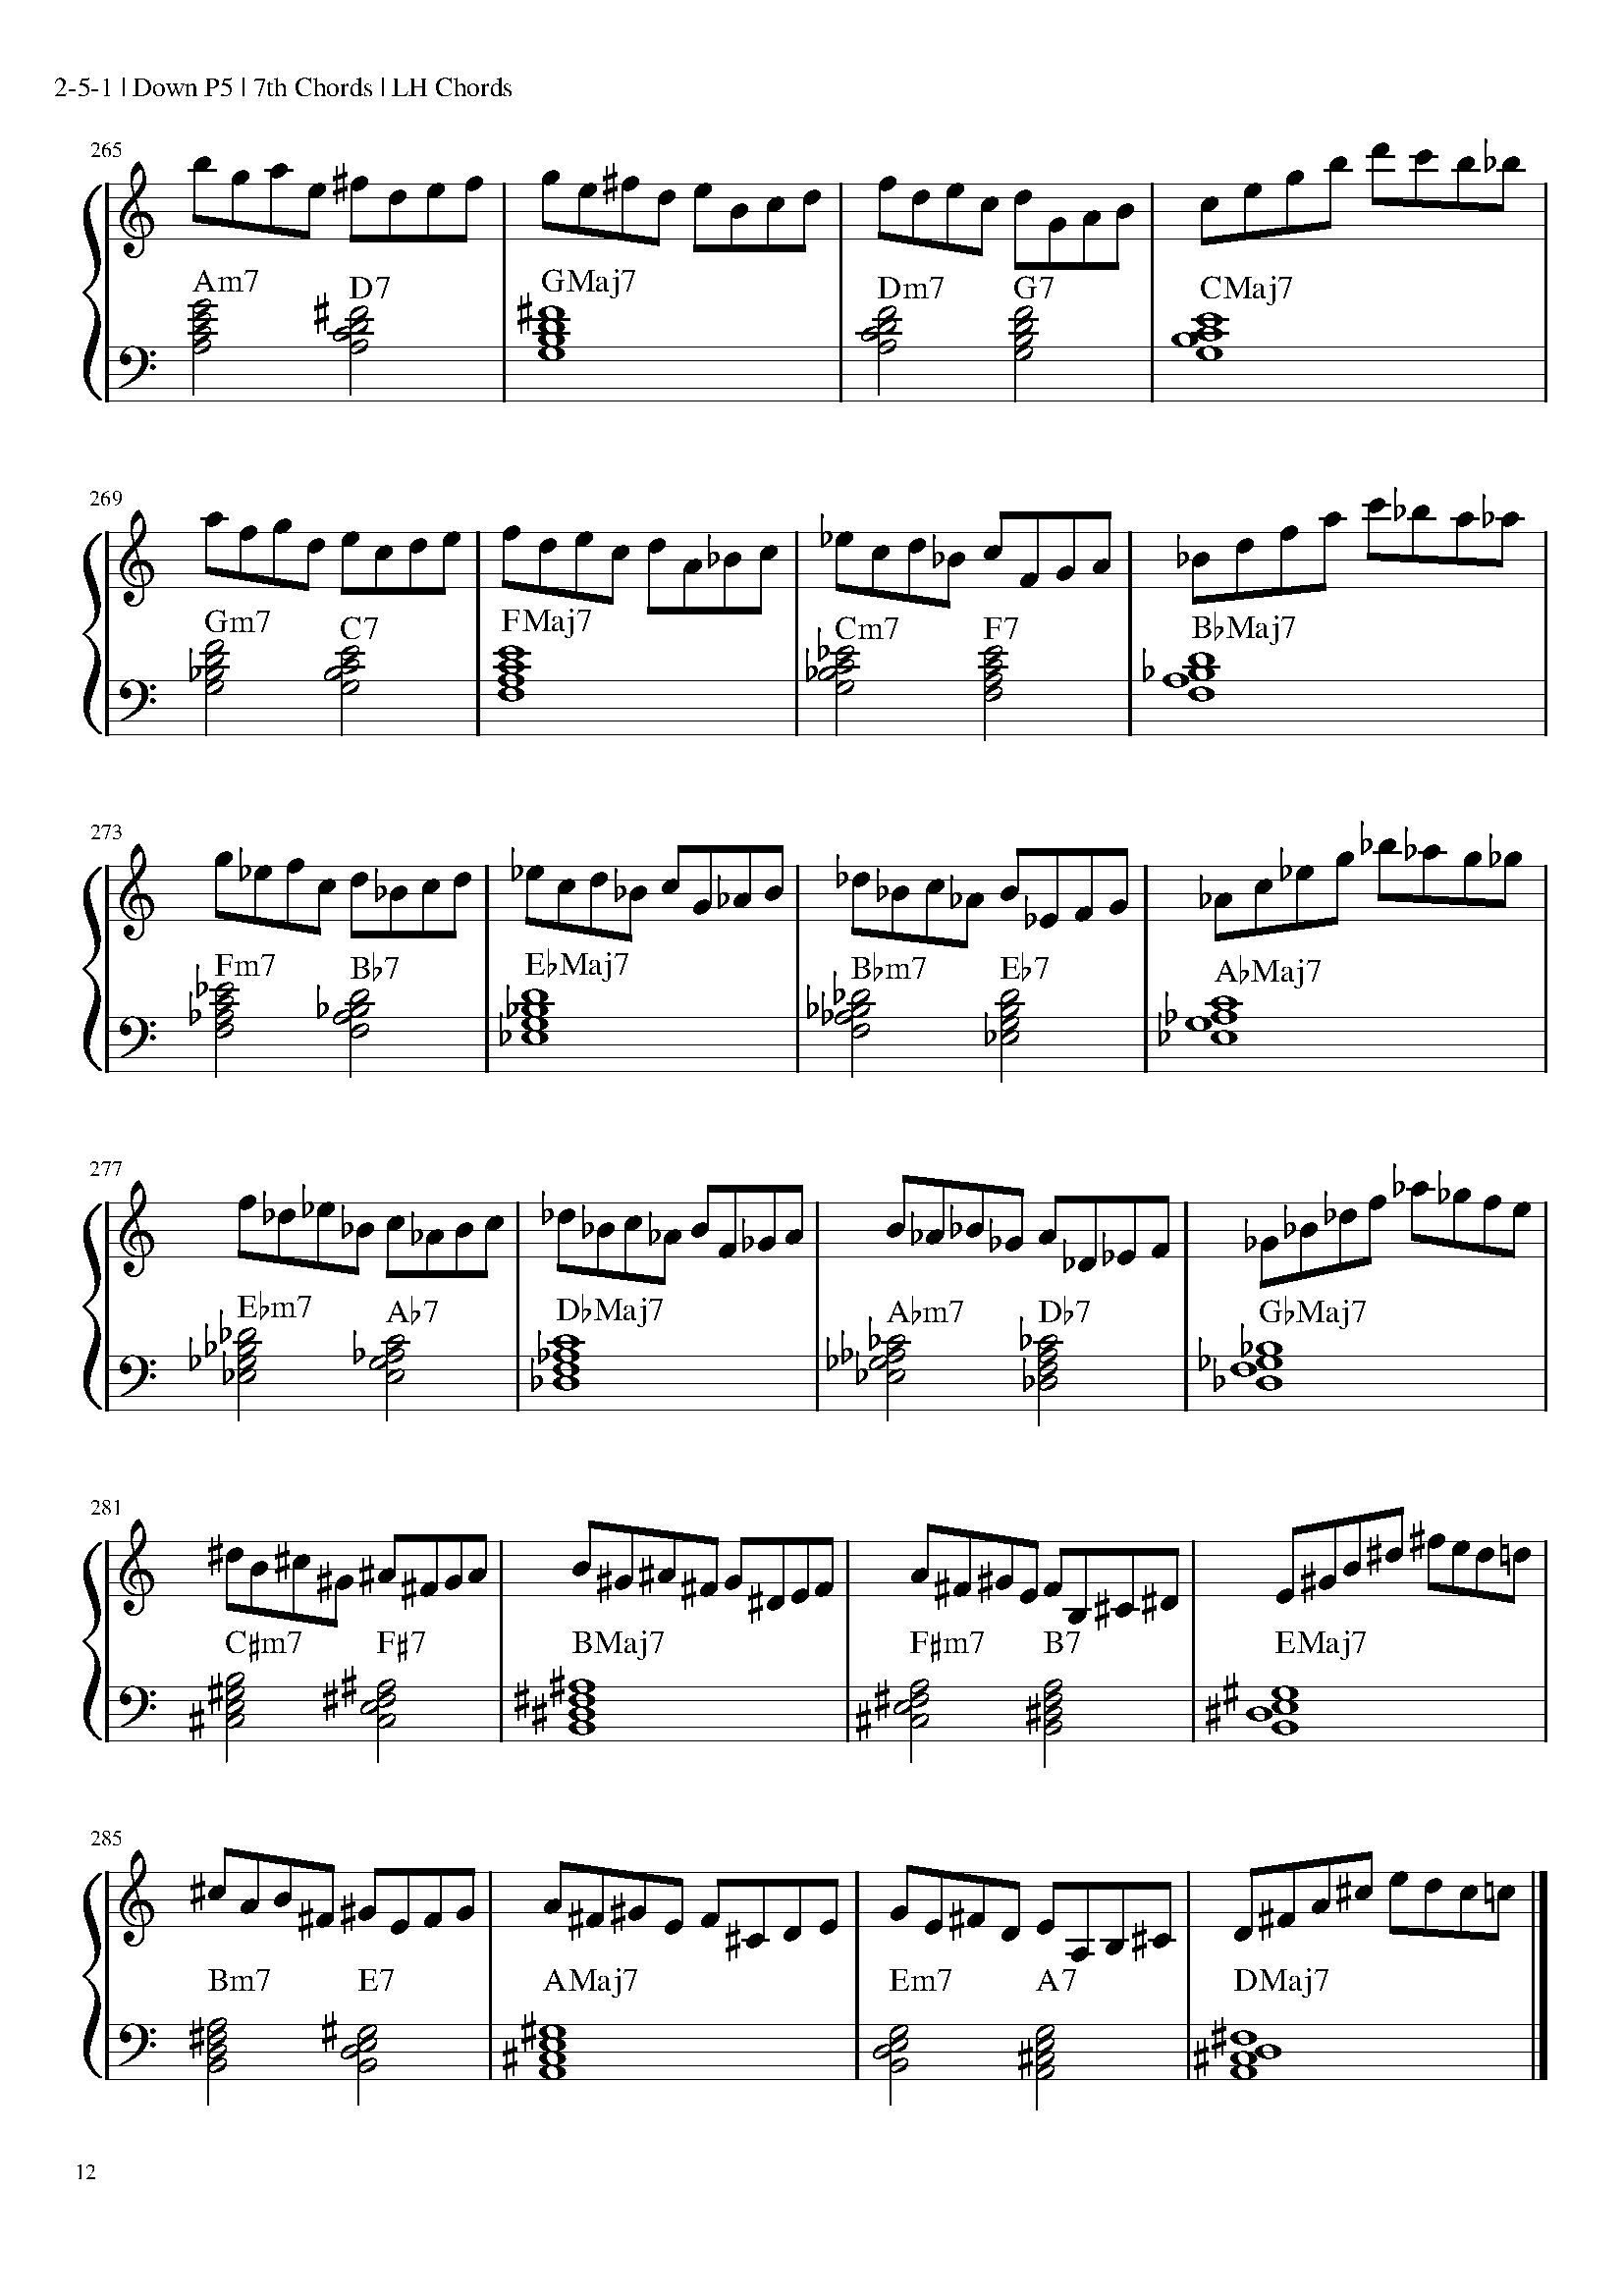 2-5-1 | Down P5 | 7th Chords | LH Chords
265
Am7 D7 GMaj7 Dm7 G7 CMaj7
269
Gm7 C7 FMaj7 Cm7 F7 B♭Maj7
273
Fm7 B♭7 E♭Maj7 B♭m7 E♭7 A♭Maj7
277
E♭m7 A♭7 D♭Maj7 A♭m7 D♭7 G♭Maj7
281
C♯m7 F♯7 BMaj7 F♯m7 B7 EMaj7
285
Bm7 E7 AMaj7 Em7 A7 DMaj7
12